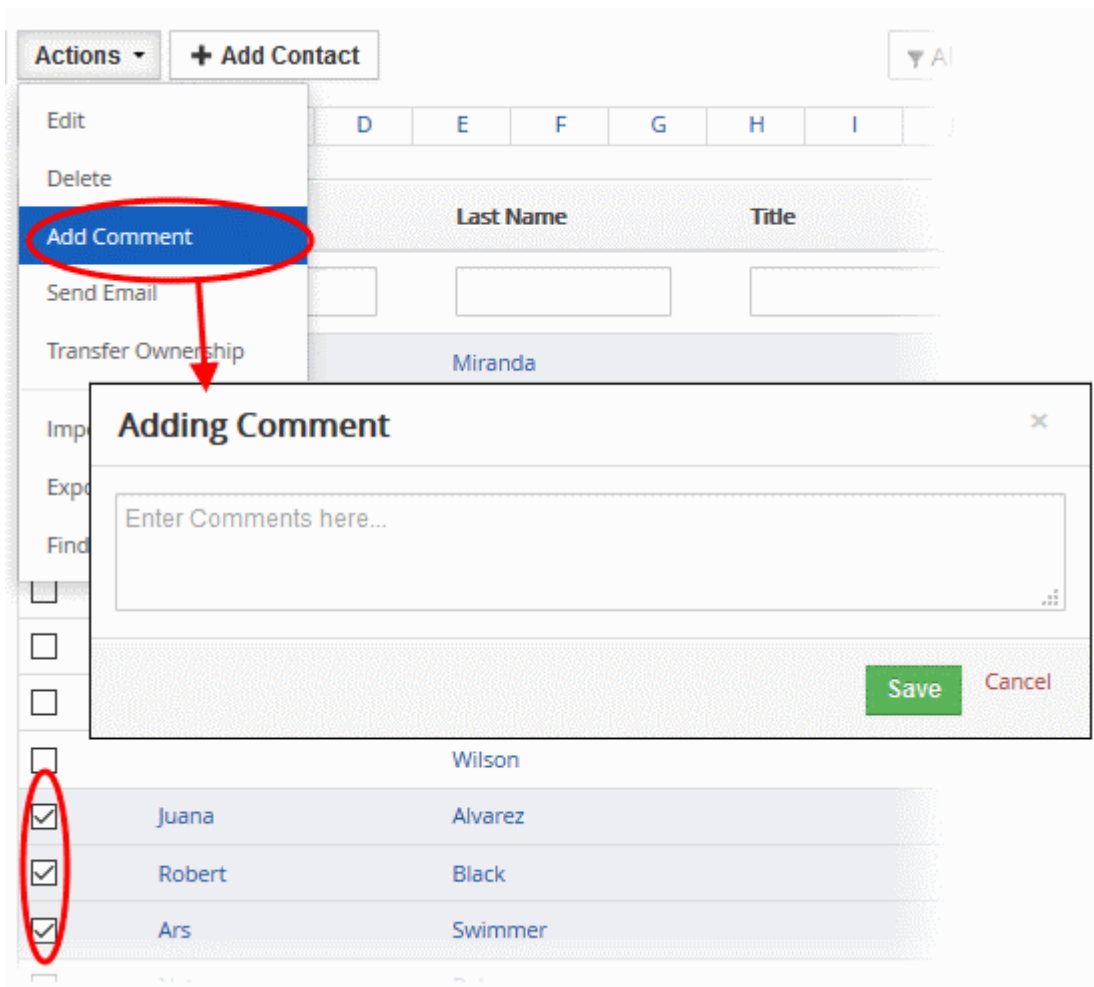 Actions + Add Contact
Edit
D E F G H I
Delete
Last Name Title
Add Comment
Send Email
Transfer Ownership
Miranda
Adding Comment ×
Enter Comments here...
Save Cancel
Wilson
Juana Alvarez
Robert Black
Ars Swimmer